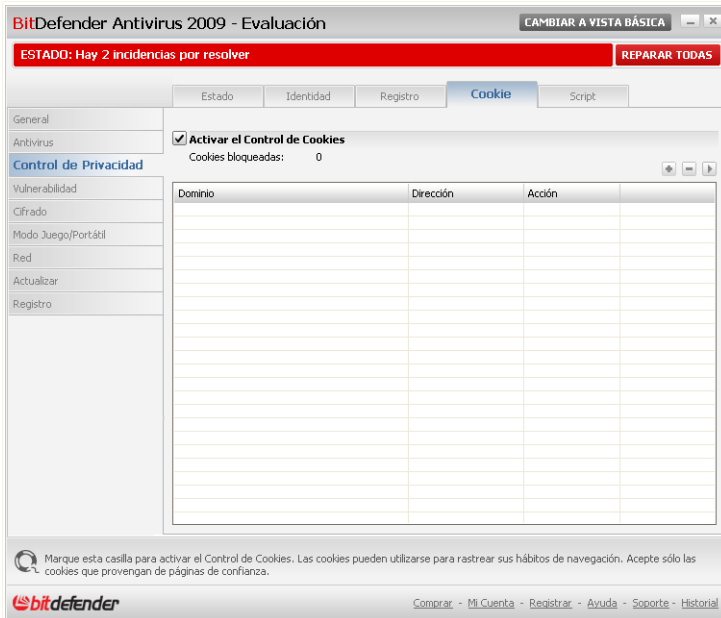 BitDefender Antivirus 2009 - Evaluación
CAMBIAR A VISTA BÁSICA
ESTADO: Hay 2 incidencias por resolver
REPARAR TODAS
Estado
Identidad
Registro
Cookie
Script
General
Antivirus
Control de Privacidad
Vulnerabilidad
Cifrado
Modo Juego/Portátil
Red
Actualizar
Registro
Activar el Control de Cookies
Cookies bloqueadas: 0
Dominio Dirección Acción
Marque esta casilla para activar el Control de Cookies. Las cookies pueden utilizarse para rastrear sus hábitos de navegación. Acepte sólo las
cookies que provengan de páginas de confianza.
bitdefender
Comprar - Mi Cuenta - Registrar - Ayuda - Soporte - Historial